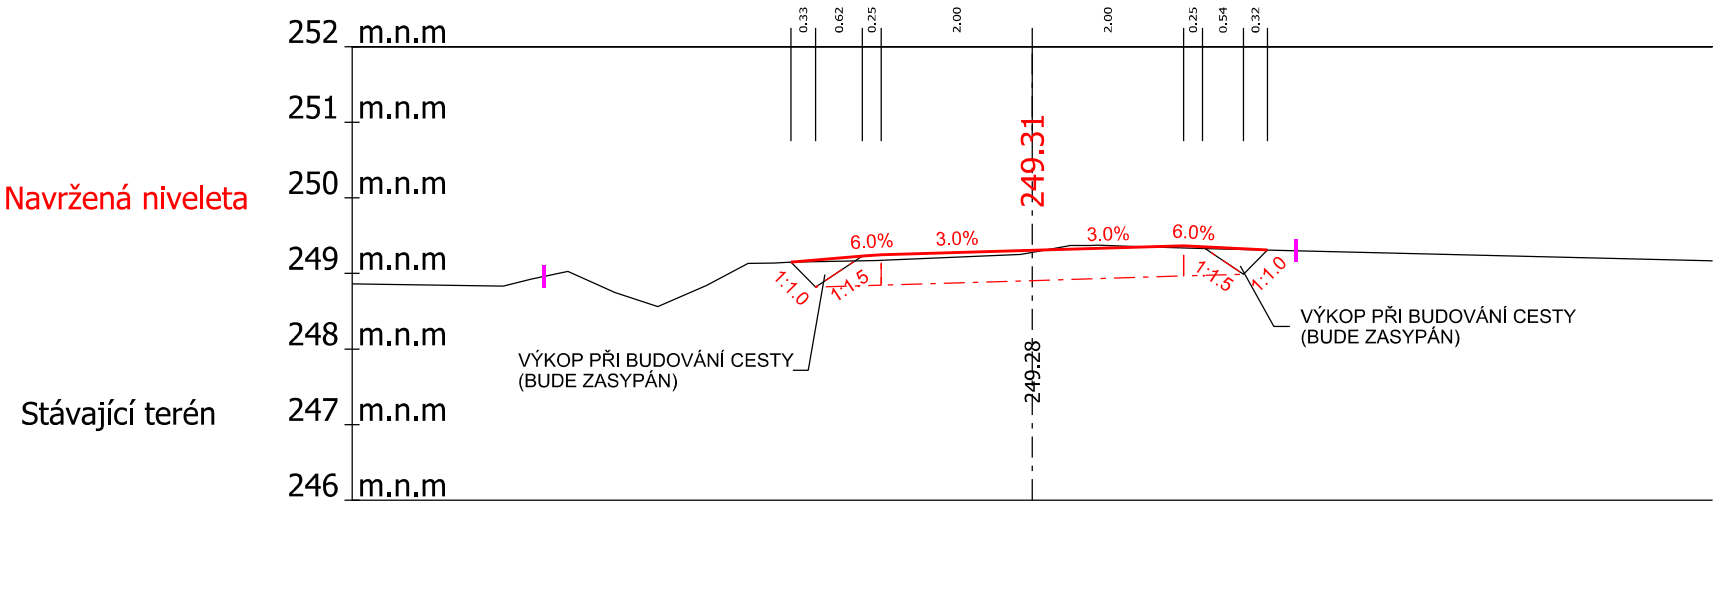 0.33 0.62 0.25 2.00 2.00 0.25 0.54 0.32
252 m.n.m
251 m.n.m
249.31
250 m.n.m
Navržená niveleta
6.0% 3.0% 3.0% 6.0%
249 m.n.m
1:1.0 1:1.5 1:1.5 1:1.0
VÝKOP PŘI BUDOVÁNÍ CESTY
(BUDE ZASYPÁN)
248 m.n.m
VÝKOP PŘI BUDOVÁNÍ CESTY
(BUDE ZASYPÁN)
249.28
Stávající terén
247 m.n.m
246 m.n.m